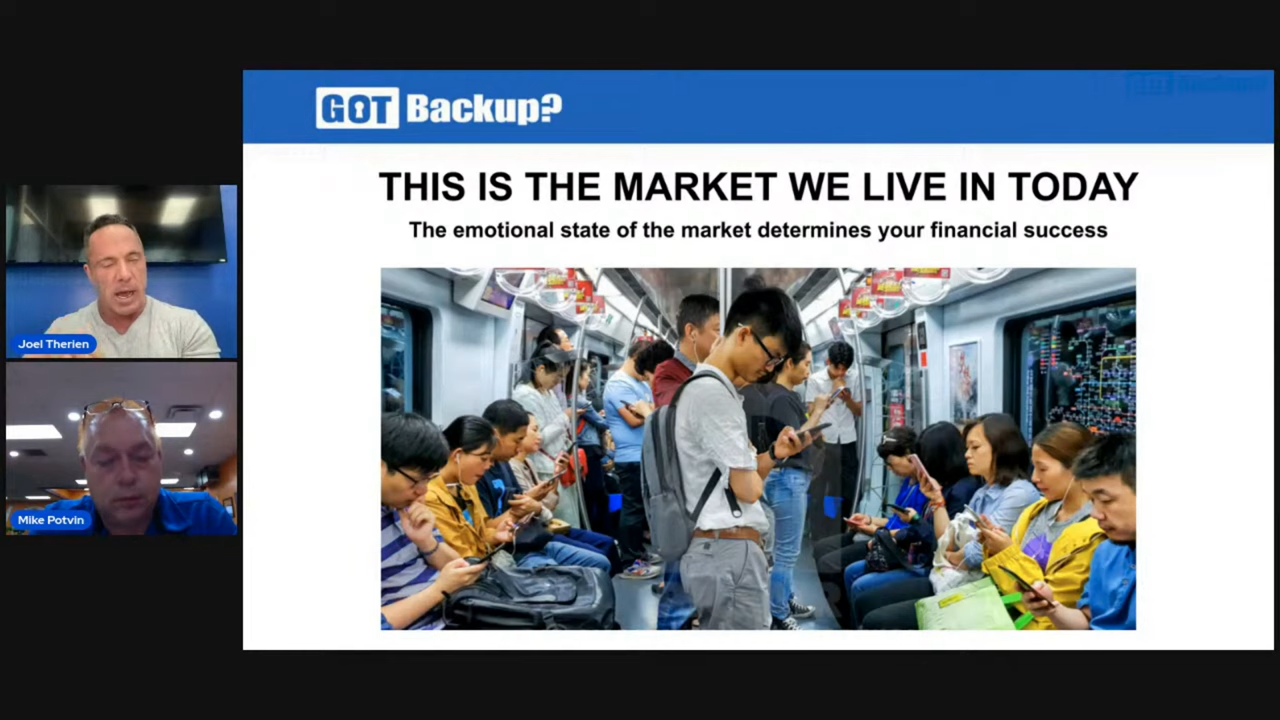 GOT Backup?
THIS IS THE MARKET WE LIVE IN TODAY
The emotional state of the market determines your financial success
Joel Therien
Mike Potvin